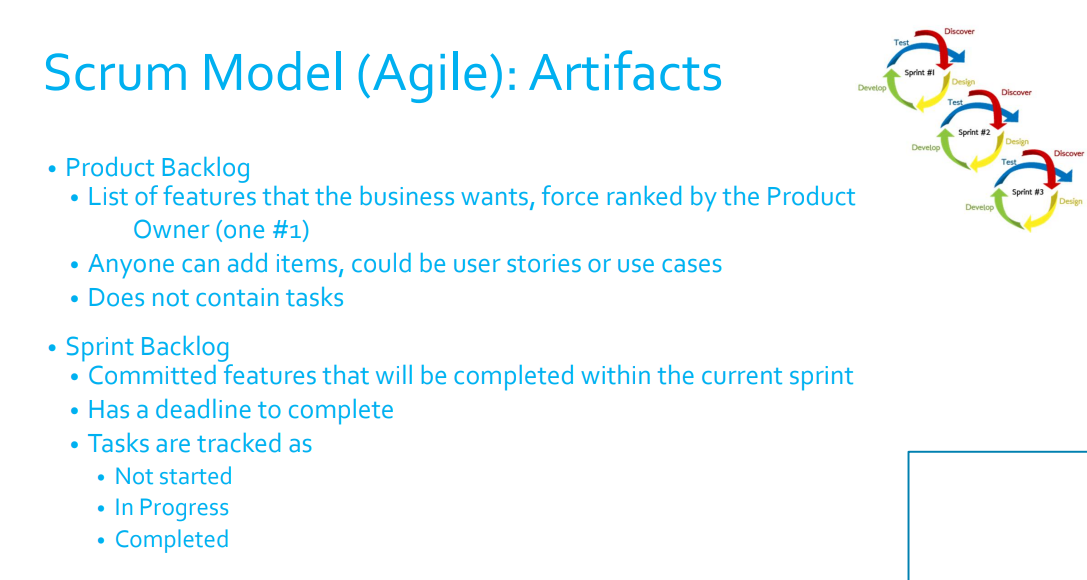 Scrum Model (Agile): Artifacts
• Product Backlog
• List of features that the business wants, force ranked by the Product
Owner (one #1)
• Anyone can add items, could be user stories or use cases
• Does not contain tasks
• Sprint Backlog
• Committed features that will be completed within the current sprint
• Has a deadline to complete
• Tasks are tracked as
• Not started
• In Progress
• Completed
Discover
Test
Sprint #1
Design
Develop
Discover
Test
Sprint #2
Design
Develop
Discover
Test
Sprint #3
Design
Develop